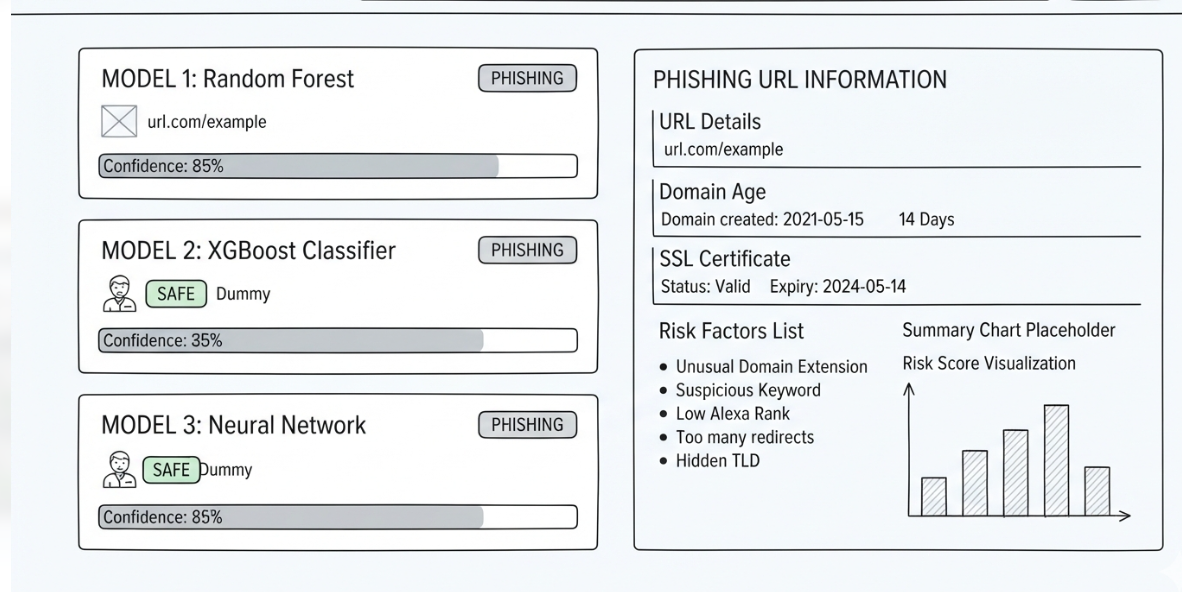 MODEL 1: Random Forest
PHISHING
url.com/example
Confidence: 85%
MODEL 2: XGBoost Classifier
PHISHING
SAFE Dummy
Confidence: 35%
MODEL 3: Neural Network
PHISHING
SAFE Dummy
Confidence: 85%
PHISHING URL INFORMATION
URL Details
url.com/example
Domain Age
Domain created: 2021-05-15 14 Days
SSL Certificate
Status: Valid Expiry: 2024-05-14
Risk Factors List
• Unusual Domain Extension
• Suspicious Keyword
• Low Alexa Rank
• Too many redirects
• Hidden TLD
Summary Chart Placeholder
Risk Score Visualization